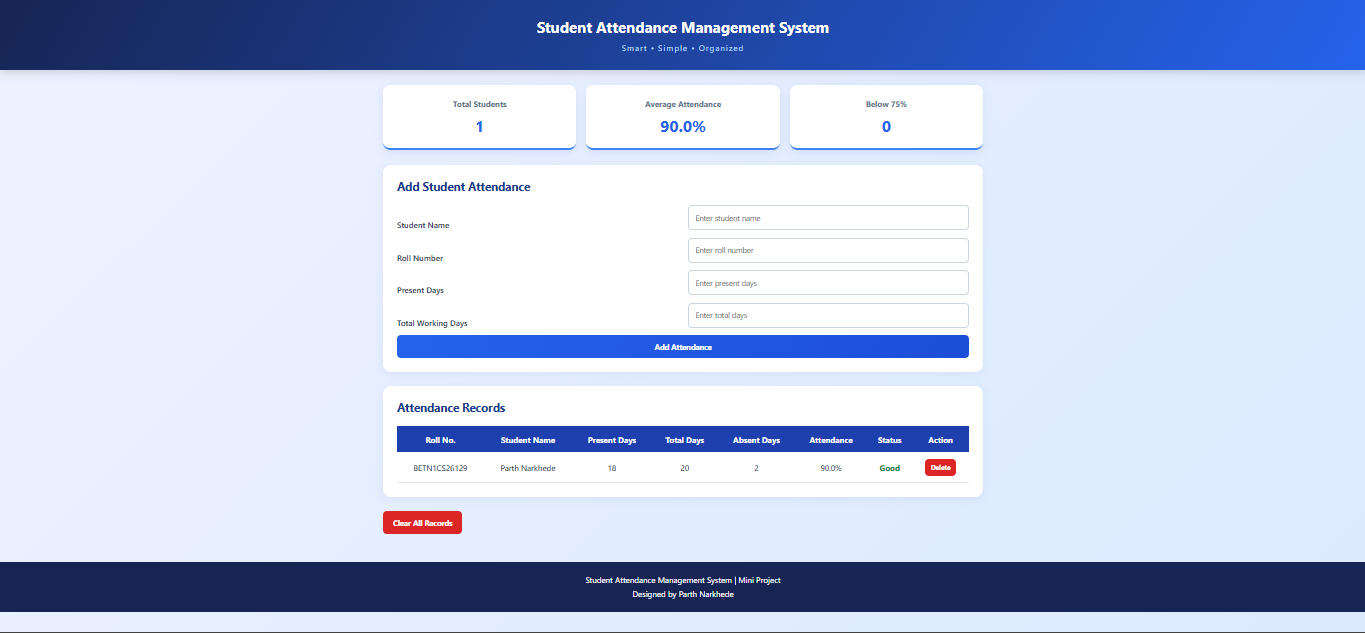 Student Attendance Management System
Smart • Simple • Organized
Total Students
1
Average Attendance
90.0%
Below 75%
0
Add Student Attendance
Student Name
Enter student name
Roll Number
Enter roll number
Present Days
Enter present days
Total Working Days
Enter total days
Add Attendance
Attendance Records
Roll No. Student Name Present Days Total Days Absent Days Attendance Status Action
BETN1CS26129 Parth Narkhede 18 20 2 90.0% Good Delete
Clear All Records
Student Attendance Management System | Mini Project
Designed by Parth Narkhede